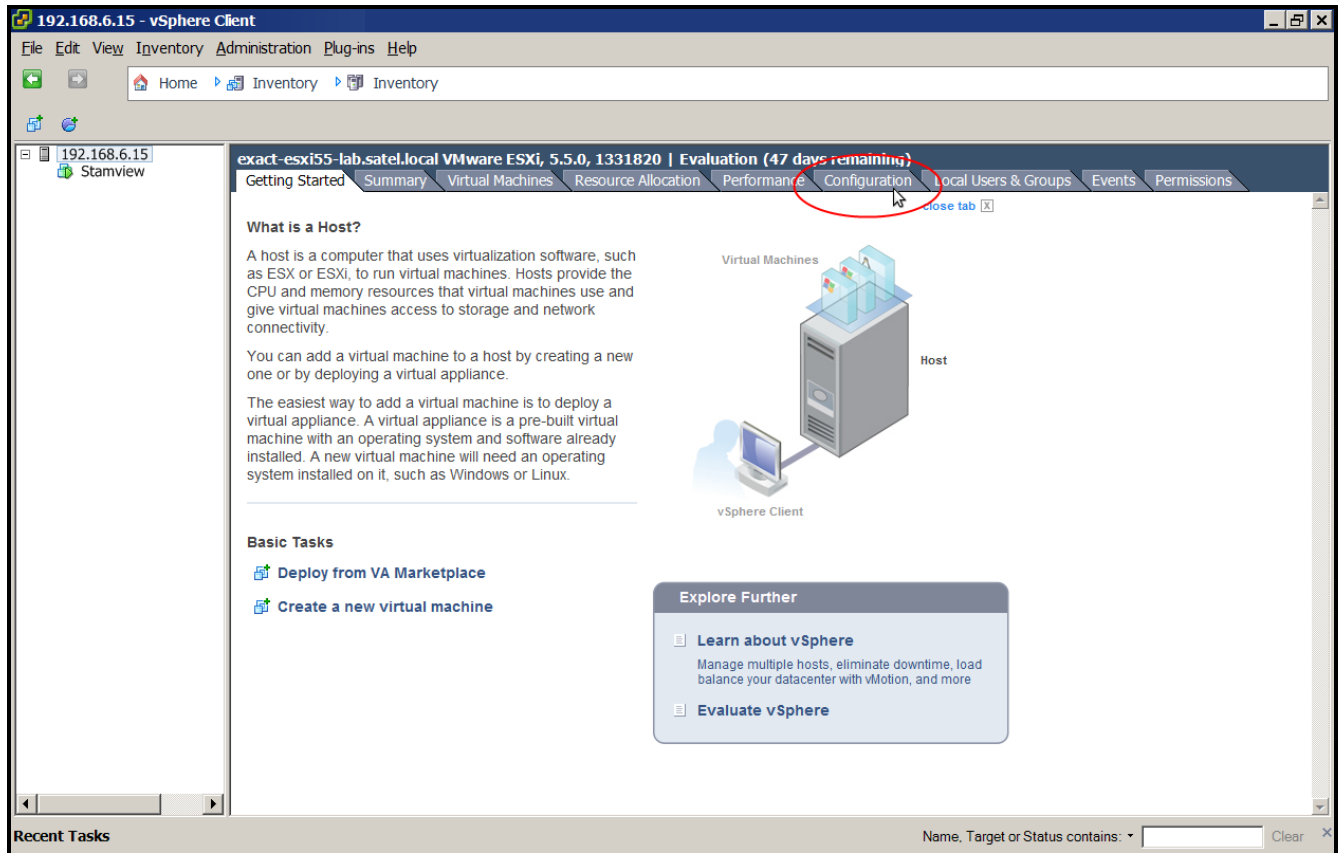 192.168.6.15 - vSphere Client
File Edit View Inventory Administration Plug-ins Help
Home Inventory Inventory
192.168.6.15
Stamview
exact-esxi55-lab.satel.local VMware ESXi, 5.5.0, 1331820 | Evaluation (47 days remaining)
Getting Started Summary Virtual Machines Resource Allocation Performance Configuration Local Users & Groups Events Permissions
close tab X
What is a Host?
A host is a computer that uses virtualization software, such
as ESX or ESXi, to run virtual machines. Hosts provide the
CPU and memory resources that virtual machines use and
give virtual machines access to storage and network
connectivity.
You can add a virtual machine to a host by creating a new
one or by deploying a virtual appliance.
The easiest way to add a virtual machine is to deploy a
virtual appliance. A virtual appliance is a pre-built virtual
machine with an operating system and software already
installed. A new virtual machine will need an operating
system installed on it, such as Windows or Linux.
Virtual Machines
Host
vSphere Client
Basic Tasks
Deploy from VA Marketplace
Create a new virtual machine
Explore Further
Learn about vSphere
Manage multiple hosts, eliminate downtime, load
balance your datacenter with vMotion, and more
Evaluate vSphere
Recent Tasks
Name, Target or Status contains: Clear